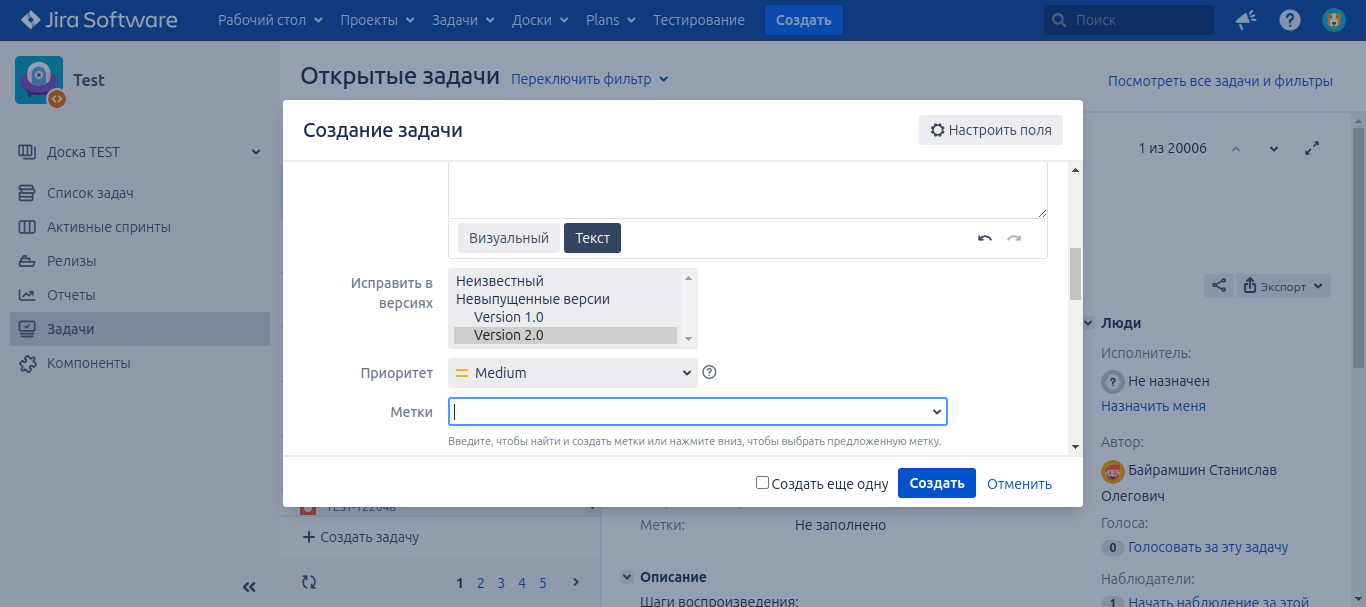 Jira Software Рабочий стол Проекты Задачи Доски Plans Тестирование Создать Поиск
Test
Открытые задачи Переключить фильтр
Посмотреть все задачи и фильтры
Доска TEST
Список задач
Активные спринты
Релизы
Отчеты
Задачи
Компоненты
Создание задачи
Настроить поля
Визуальный Текст
Исправить в версиях
Неизвестный
Невыпущенные версии
Version 1.0
Version 2.0
Приоритет Medium
Метки
Введите, чтобы найти и создать метки или нажмите вниз, чтобы выбрать предложенную метку.
Создать еще одну Создать Отменить
TEST-122048
+ Создать задачу
1 2 3 4 5
Метки: Не заполнено
Описание
Шаги воспроизведения:
1 из 20006
Экспорт
Люди
Исполнитель:
Не назначен
Назначить меня
Автор:
Байрамшин Станислав
Олегович
Голоса:
0 Голосовать за эту задачу
Наблюдатели:
1 Начать наблюдение за этой